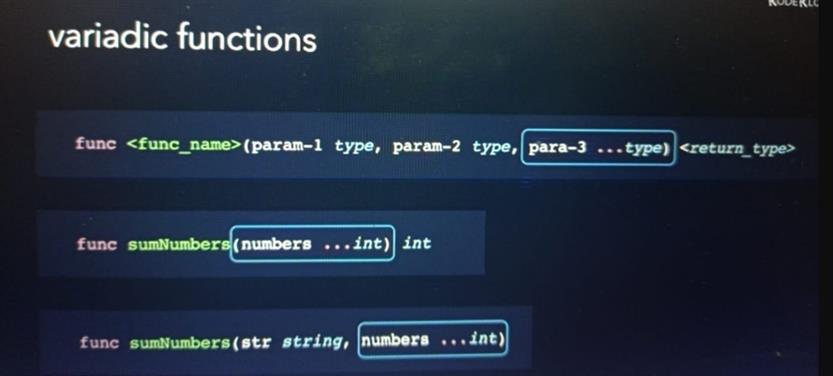 variadic functions
func <func_name>(param-1 type, param-2 type, para-3 ...type) <return_type>
func sumNumbers(numbers ...int) int
func sumNumbers(str string, numbers ...int)